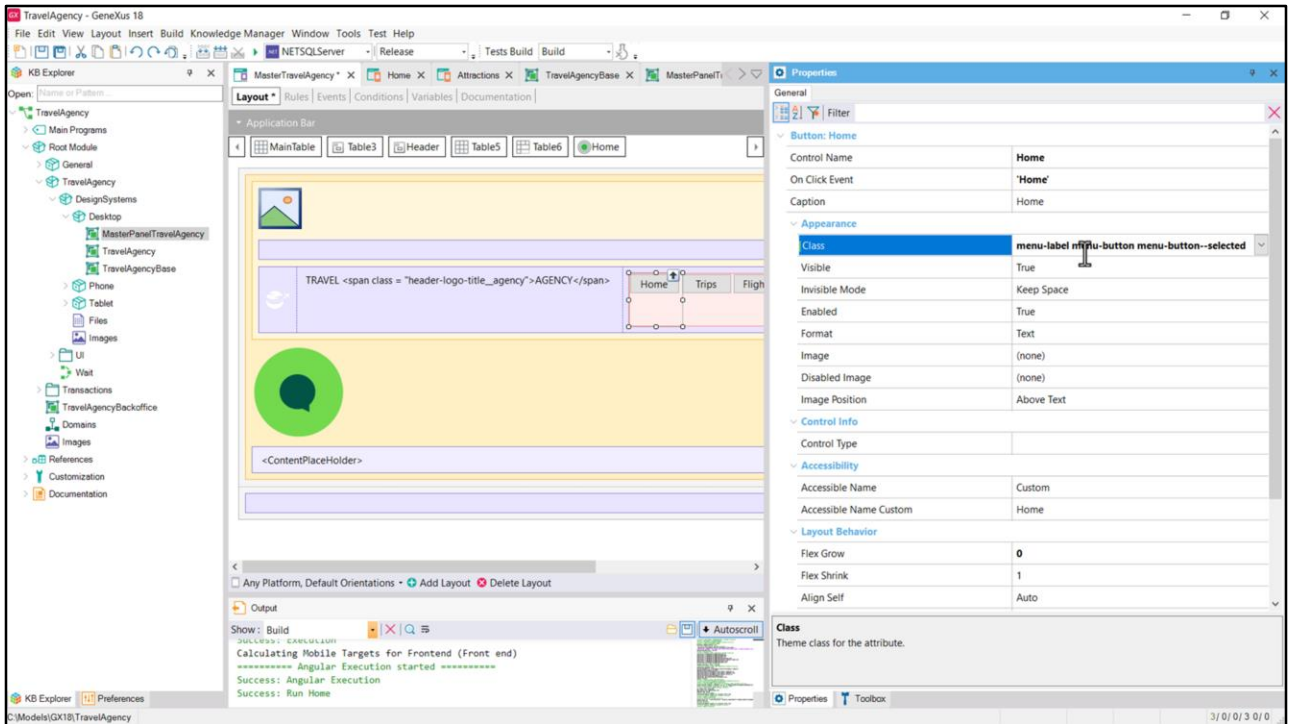 TravelAgency - GeneXus 18
File Edit View Layout Insert Build Knowledge Manager Window Tools Test Help
NETSQLServer Release Tests Build Build
KB Explorer
Open: Name or Pattern...
TravelAgency
Main Programs
Root Module
General
TravelAgency
DesignSystems
Desktop
MasterPanelTravelAgency
TravelAgency
TravelAgencyBase
Phone
Tablet
Files
Images
UI
Wait
Transactions
TravelAgencyBackoffice
Domains
Images
References
Customization
Documentation
KB Explorer Preferences
MasterTravelAgency * X Home X Attractions X TravelAgencyBase X
Layout * Rules Events Conditions Variables Documentation
Application Bar
MainTable Table3 Header Table5 Table6 Home
TRAVEL <span class = "header-logo-title__agency">AGENCY</span>
Home Trips
<ContentPlaceHolder>
Any Platform, Default Orientations Add Layout Delete Layout
Output
Show: Build Autoscroll
Success: Execution
Calculating Mobile Targets for Frontend (Front end)
========== Angular Execution started ==========
Success: Angular Execution
Success: Run Home
Properties
General
Filter
Button: Home
Control Name Home
On Click Event 'Home'
Caption Home
Appearance
Class menu-label menu-button menu-button--selected
Visible True
Invisible Mode Keep Space
Enabled True
Format Text
Image (none)
Disabled Image (none)
Image Position Above Text
Control Info
Control Type
Accessibility
Accessible Name Custom
Accessible Name Custom Home
Layout Behavior
Flex Grow 0
Flex Shrink 1
Align Self Auto
Class
Theme class for the attribute.
Properties Toolbox
C:\Models\GX18\TravelAgency
3/0/0/3 0/0